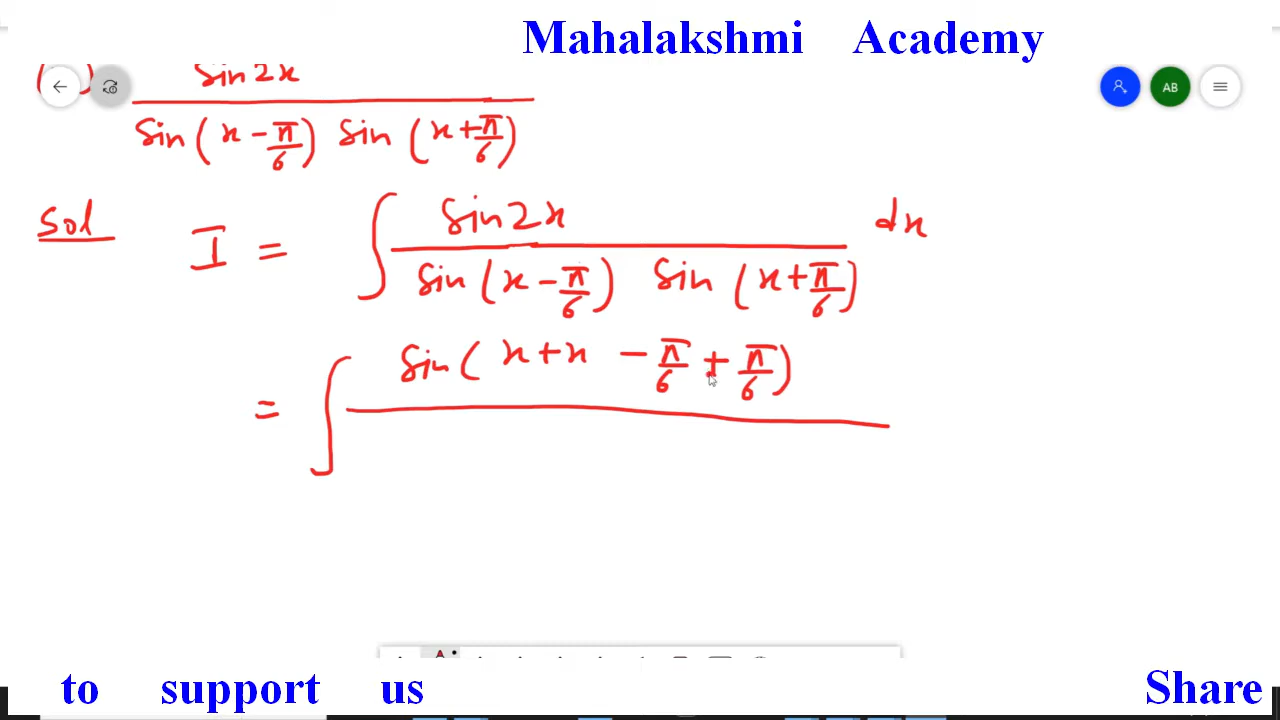 Mahalakshmi Academy
sin 2x
sin(x - π/6) sin(x + π/6)
AB
Sol I = ∫ sin 2x / sin(x - π/6) sin(x + π/6) dx
= ∫ sin(x + x - π/6 + π/6)
to support us Share